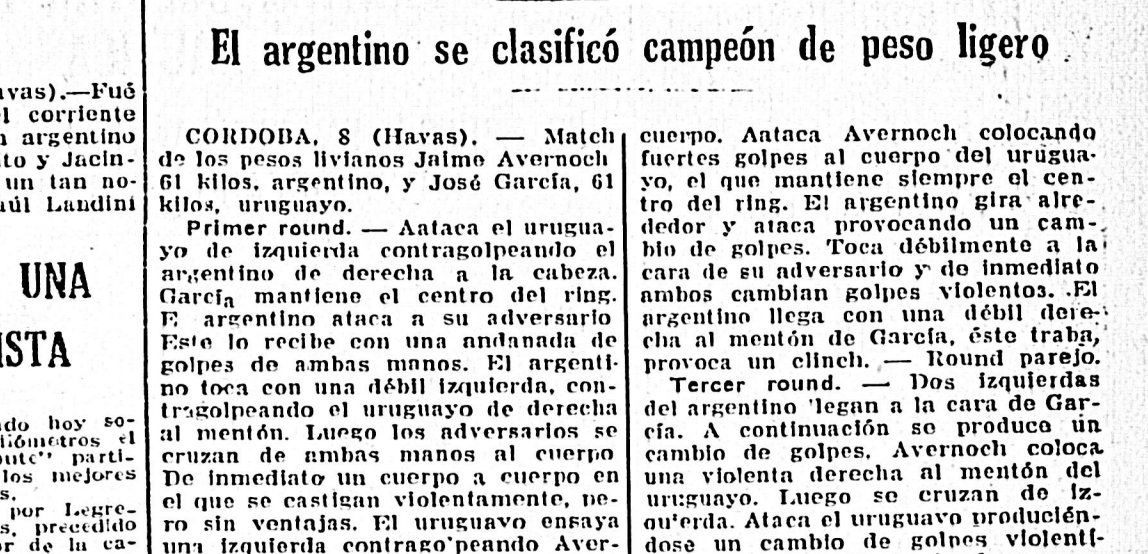 avas).—Fué
el corriente
n argentino
to y Jacin-
un tan no-
aúl Landini
UNA
ISTA
ado hoy so-
ilómetros el
oute" parti-
los mejores
s.
por Legre-
s, precedido
or de la ca-
El argentino se clasificó campeón de peso ligero
CORDOBA, 8 (Havas). — Match
de los pesos livianos Jaime Avernoch
61 kilos, argentino, y José García, 61
kilos, uruguayo.
Primer round. — Aataca el urugua-
yo de izquierda contragolpeando el
argentino de derecha a la cabeza.
García mantiene el centro del ring.
E argentino ataca a su adversario
Este lo recibe con una andanada de
golpes de ambas manos. El argenti-
no toca con una débil izquierda, con-
tragolpeando el uruguayo de derecha
al mentón. Luego los adversarios se
cruzan de ambas manos al cuerpo
De inmediato un cuerpo a cuerpo en
el que se castigan violentamente, pe-
ro sin ventajas. El uruguayo ensaya
una izquierda contrago'peando Aver-
cuerpo. Aataca Avernoch colocando
fuertes golpes al cuerpo del urugua-
yo, el que mantiene siempre el cen-
tro del ring. El argentino gira alre-
dedor y ataca provocando un cam-
bio de golpes. Toca débilmente a la
cara de su adversario y de inmediato
ambos cambian golpes violentos. El
argentino llega con una débil dere-
cha al mentón de García, éste traba,
provoca un clinch. — Round parejo.
Tercer round. — Dos izquierdas
del argentino 'legan a la cara de Gar-
cía. A continuación se produce un
cambio de golpes. Avernoch coloca
una violenta derecha al mentón del
uruguayo. Luego se cruzan de iz-
qu'erda. Ataca el uruguayo producién-
dose un cambio de golpes violenti-